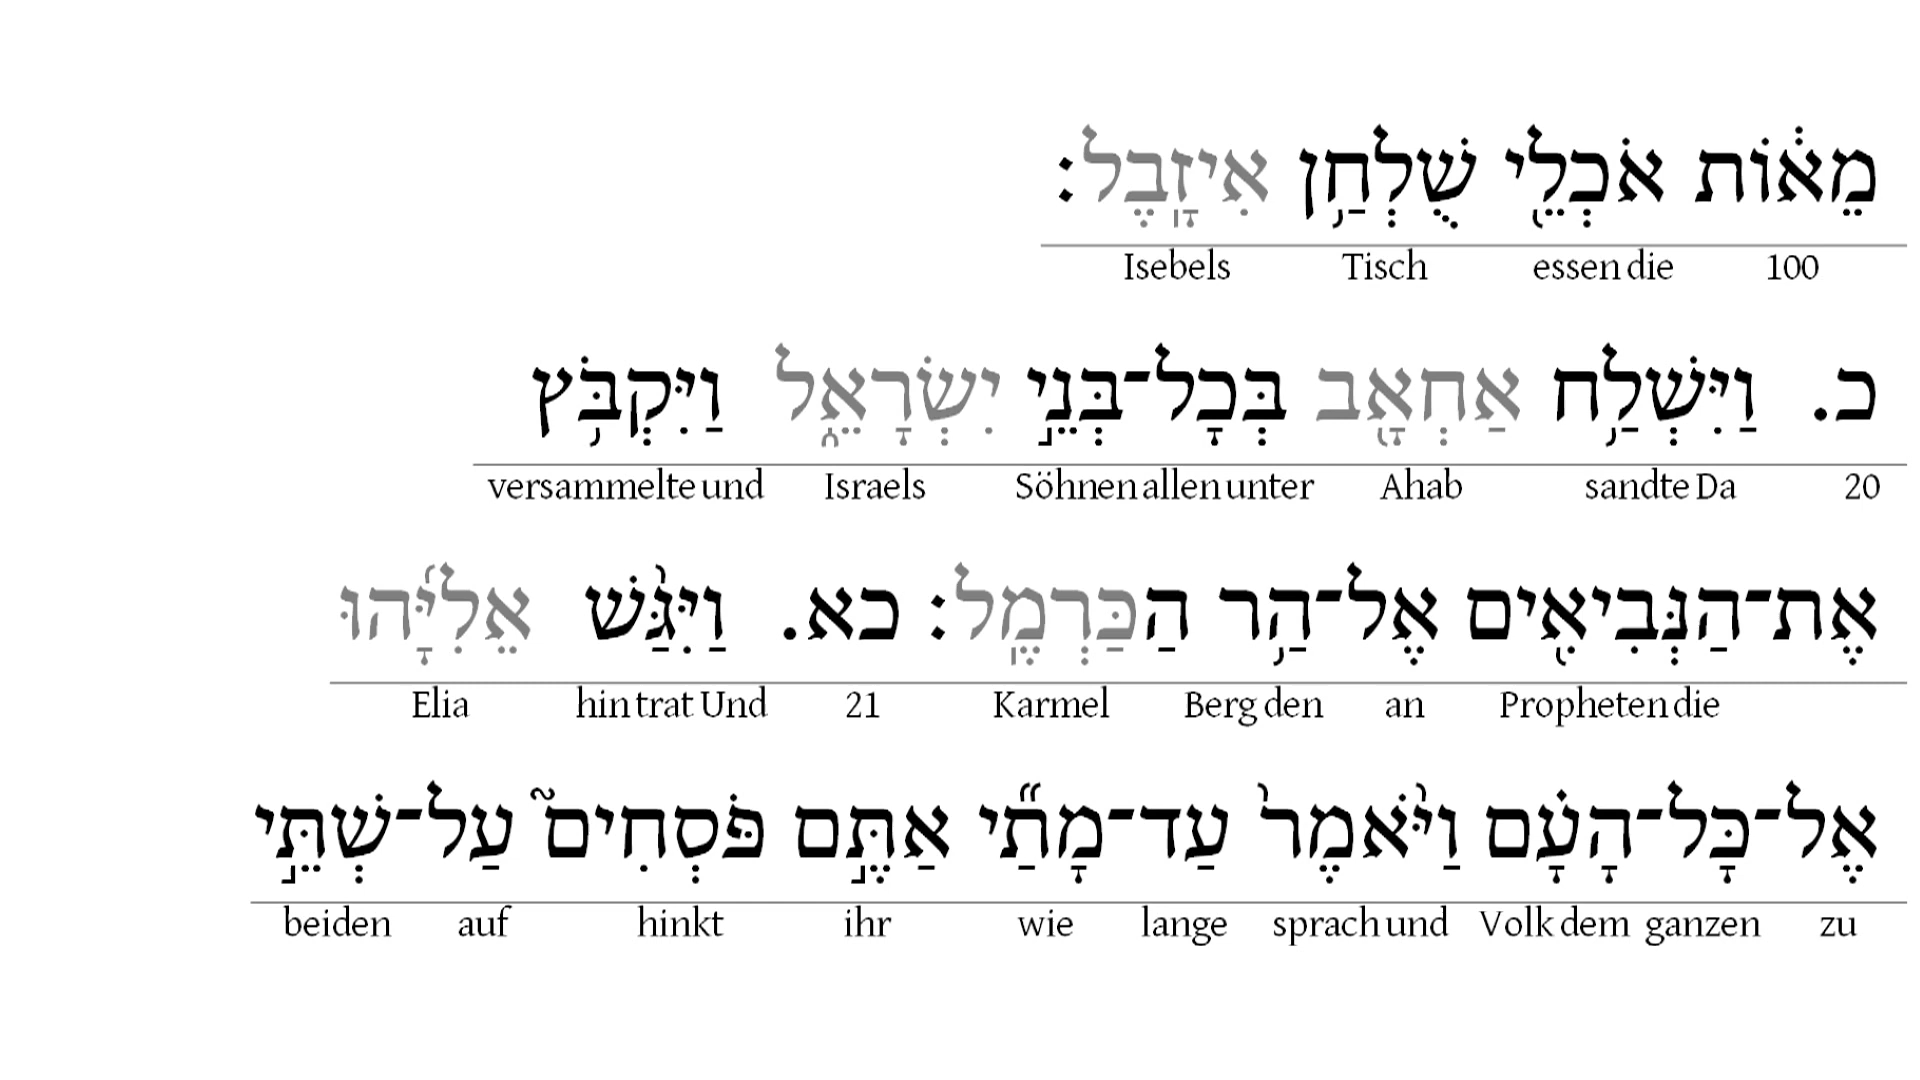 מֵא֔וֹת אֹכְלֵ֖י שֻׁלְחַ֥ן אִיזָֽבֶל׃
Isebels Tisch essen die 100
כ. וַיִּשְׁלַ֥ח אַחְאָ֖ב בְּכָל־בְּנֵ֣י יִשְׂרָאֵ֑ל וַיִּקְבֹּ֥ץ
versammelte und Israels Söhnen allen unter Ahab sandte Da 20
אֶת־הַנְּבִיאִ֖ים אֶל־הַ֥ר הַכַּרְמֶֽל׃ כא. וַיִּגַּ֨שׁ אֵלִיָּ֜הוּ
Elia hin trat Und 21 Karmel Berg den an Propheten die
אֶל־כָּל־הָעָ֗ם וַיֹּ֙אמֶר֙ עַד־מָתַ֞י אַתֶּ֣ם פֹּסְחִים֮ עַל־שְׁתֵּ֣י
beiden auf hinkt ihr wie lange sprach und Volk dem ganzen zu